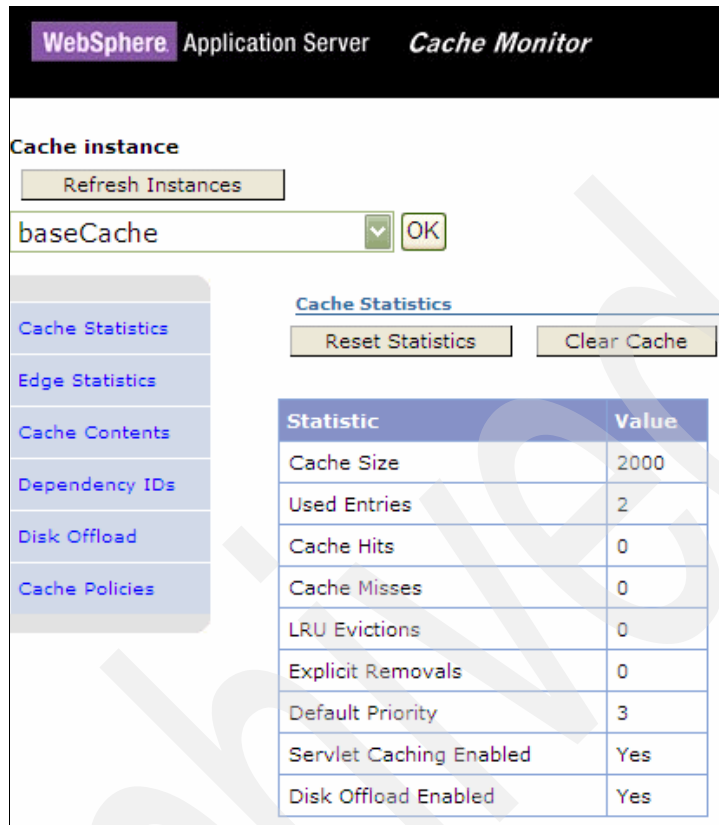 WebSphere. Application Server Cache Monitor
Cache instance
Refresh Instances
baseCache OK
Cache Statistics
Edge Statistics
Cache Contents
Dependency IDs
Disk Offload
Cache Policies
Cache Statistics
Reset Statistics Clear Cache
Statistic Value
Cache Size 2000
Used Entries 2
Cache Hits 0
Cache Misses 0
LRU Evictions 0
Explicit Removals 0
Default Priority 3
Servlet Caching Enabled Yes
Disk Offload Enabled Yes